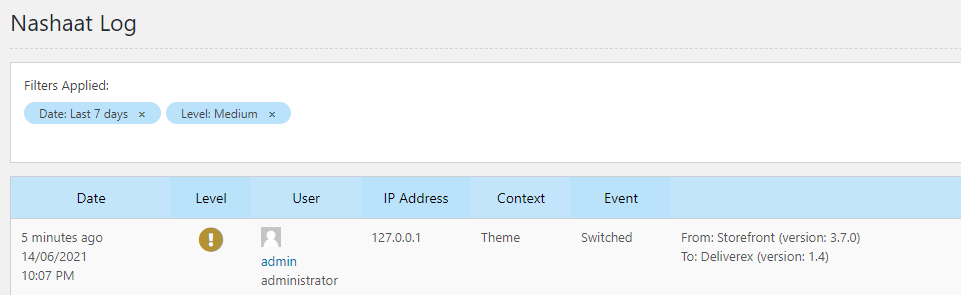 Nashaat Log
Filters Applied:
Date: Last 7 days × Level: Medium ×
Date Level User IP Address Context Event
5 minutes ago
14/06/2021
10:07 PM
!
admin
administrator
127.0.0.1
Theme
Switched
From: Storefront (version: 3.7.0)
To: Deliverex (version: 1.4)